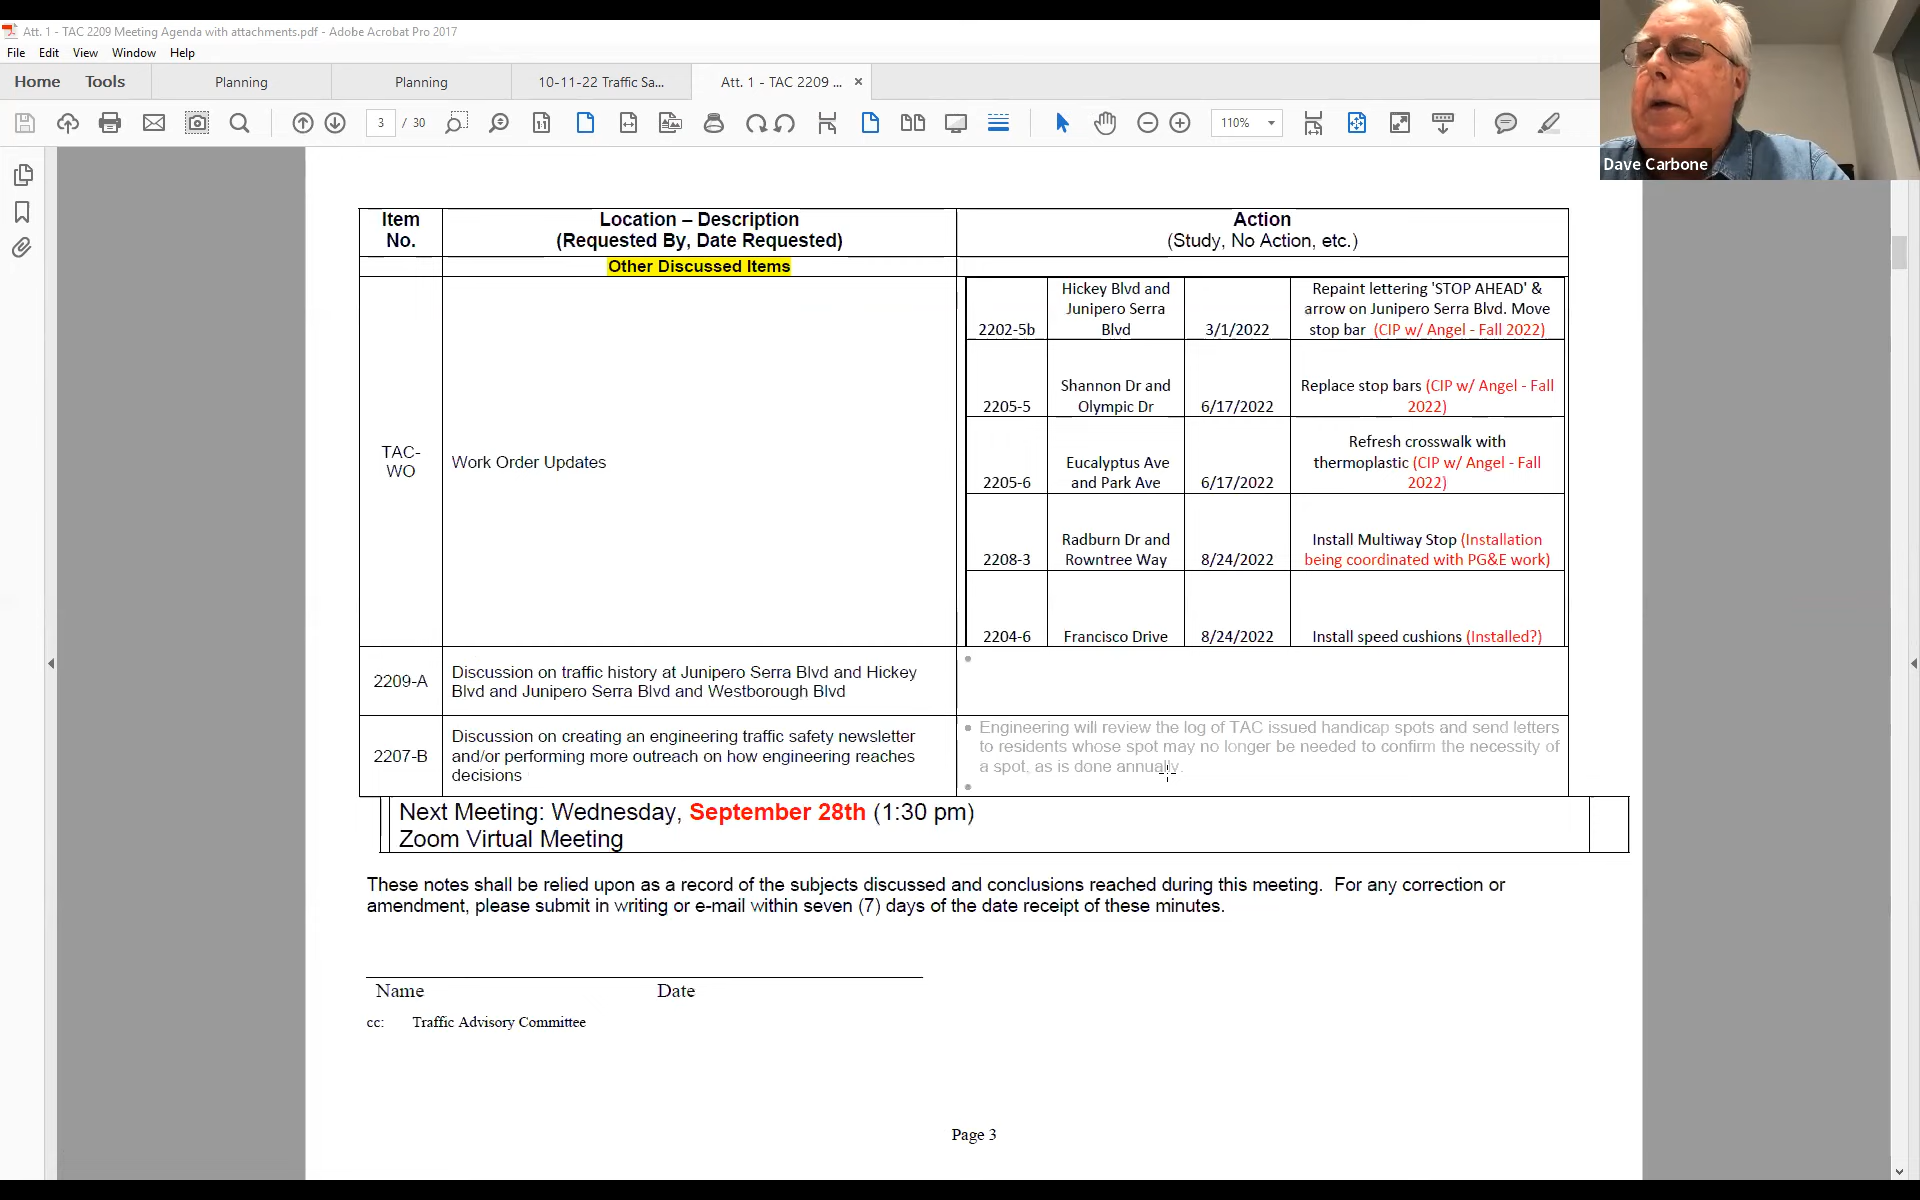 Att. 1 - TAC 2209 Meeting Agenda with attachments.pdf - Adobe Acrobat Pro 2017
File Edit View Window Help
Home Tools Planning Planning 10-11-22 Traffic Sa... Att. 1 - TAC 2209 ... ×
3 / 30 110%
Dave Carbone
Item No.
Location – Description
(Requested By, Date Requested)
Action
(Study, No Action, etc.)
Other Discussed Items
TAC-
WO
Work Order Updates
2202-5b
Hickey Blvd and
Junipero Serra
Blvd
3/1/2022
Repaint lettering 'STOP AHEAD' &
arrow on Junipero Serra Blvd. Move
stop bar (CIP w/ Angel - Fall 2022)
2205-5
Shannon Dr and
Olympic Dr
6/17/2022
Replace stop bars (CIP w/ Angel - Fall
2022)
2205-6
Eucalyptus Ave
and Park Ave
6/17/2022
Refresh crosswalk with
thermoplastic (CIP w/ Angel - Fall
2022)
2208-3
Radburn Dr and
Rowntree Way
8/24/2022
Install Multiway Stop (Installation
being coordinated with PG&E work)
2204-6
Francisco Drive
8/24/2022
Install speed cushions (Installed?)
2209-A
Discussion on traffic history at Junipero Serra Blvd and Hickey
Blvd and Junipero Serra Blvd and Westborough Blvd
2207-B
Discussion on creating an engineering traffic safety newsletter
and/or performing more outreach on how engineering reaches
decisions
Engineering will review the log of TAC issued handicap spots and send letters
to residents whose spot may no longer be needed to confirm the necessity of
a spot, as is done annually.
Next Meeting: Wednesday, September 28th (1:30 pm)
Zoom Virtual Meeting
These notes shall be relied upon as a record of the subjects discussed and conclusions reached during this meeting. For any correction or
amendment, please submit in writing or e-mail within seven (7) days of the date receipt of these minutes.
Name Date
cc: Traffic Advisory Committee
Page 3